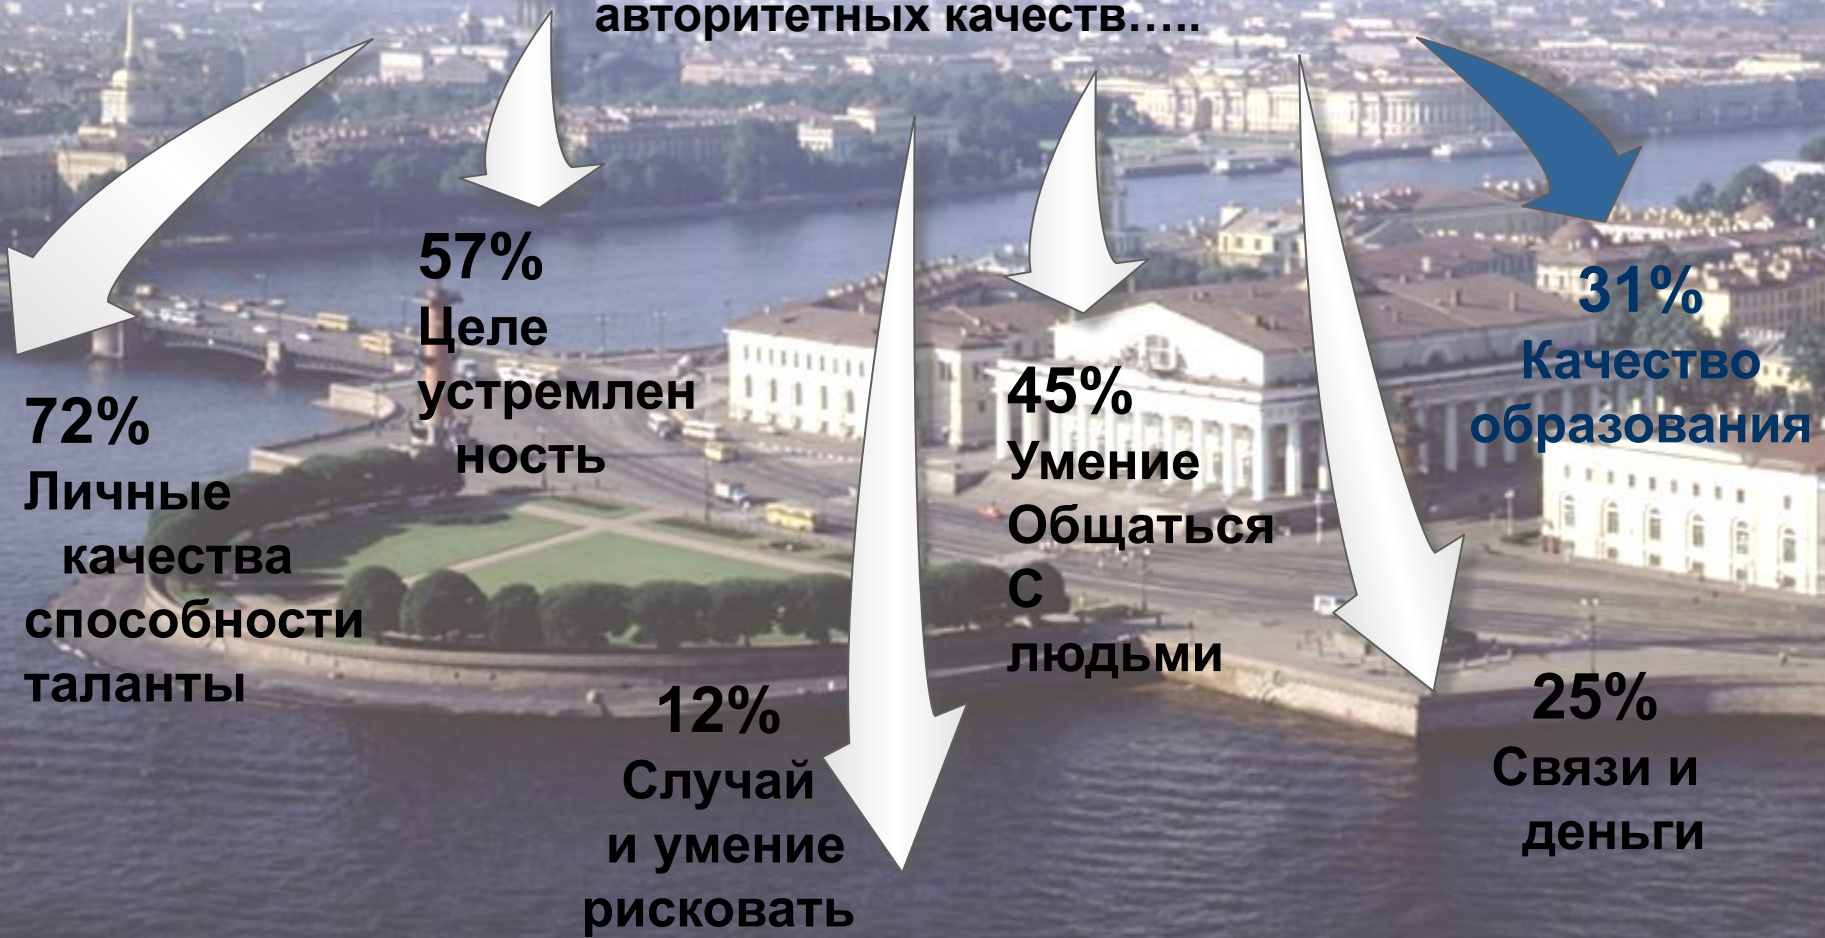 авторитетных качеств…..
72%
Личные
качества
способности
таланты
57%
Целе
устремлен
ность
12%
Случай
и умение
рисковать
45%
Умение
Общаться
С
людьми
25%
Связи и
деньги
31%
Качество
образования